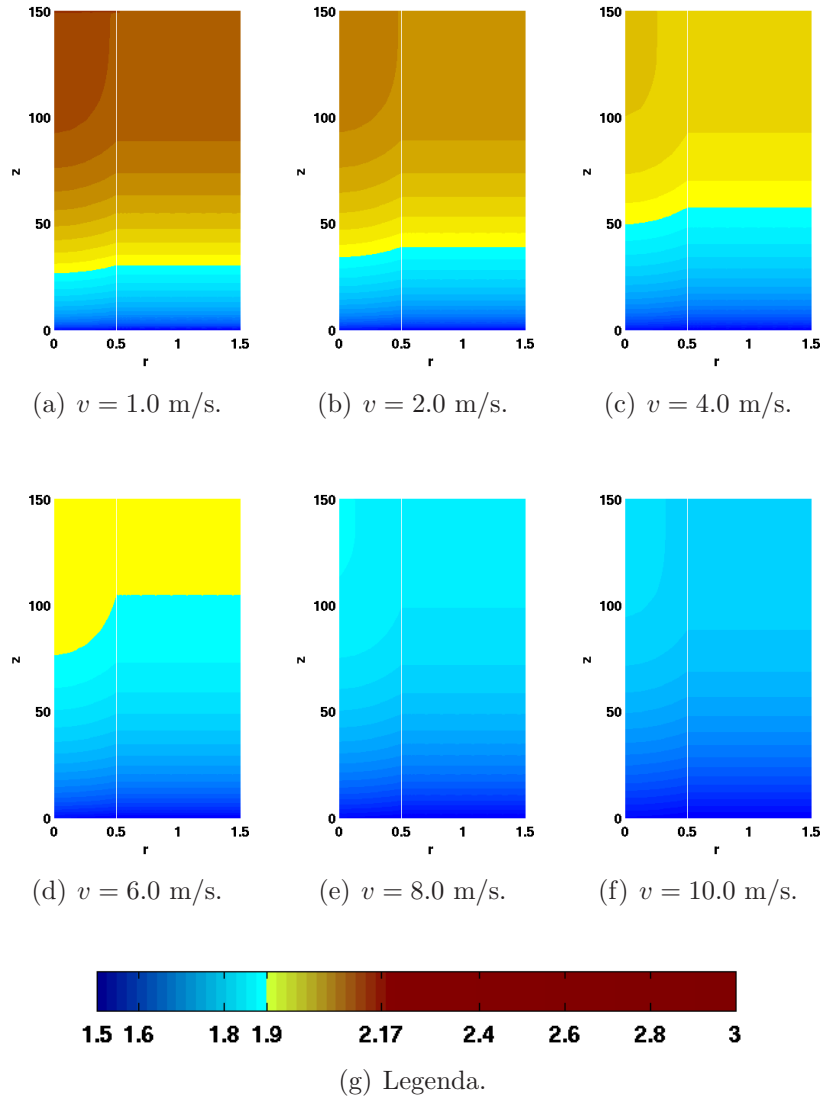 150
100
50
0
z
0 0.5 1 1.5
r
(a) v = 1.0 m/s.
150
100
50
0
z
0 0.5 1 1.5
r
(b) v = 2.0 m/s.
150
100
50
0
z
0 0.5 1 1.5
r
(c) v = 4.0 m/s.
150
100
50
0
z
0 0.5 1 1.5
r
(d) v = 6.0 m/s.
150
100
50
0
z
0 0.5 1 1.5
r
(e) v = 8.0 m/s.
150
100
50
0
z
0 0.5 1 1.5
r
(f) v = 10.0 m/s.
1.5 1.6 1.8 1.9 2.17 2.4 2.6 2.8 3
(g) Legenda.